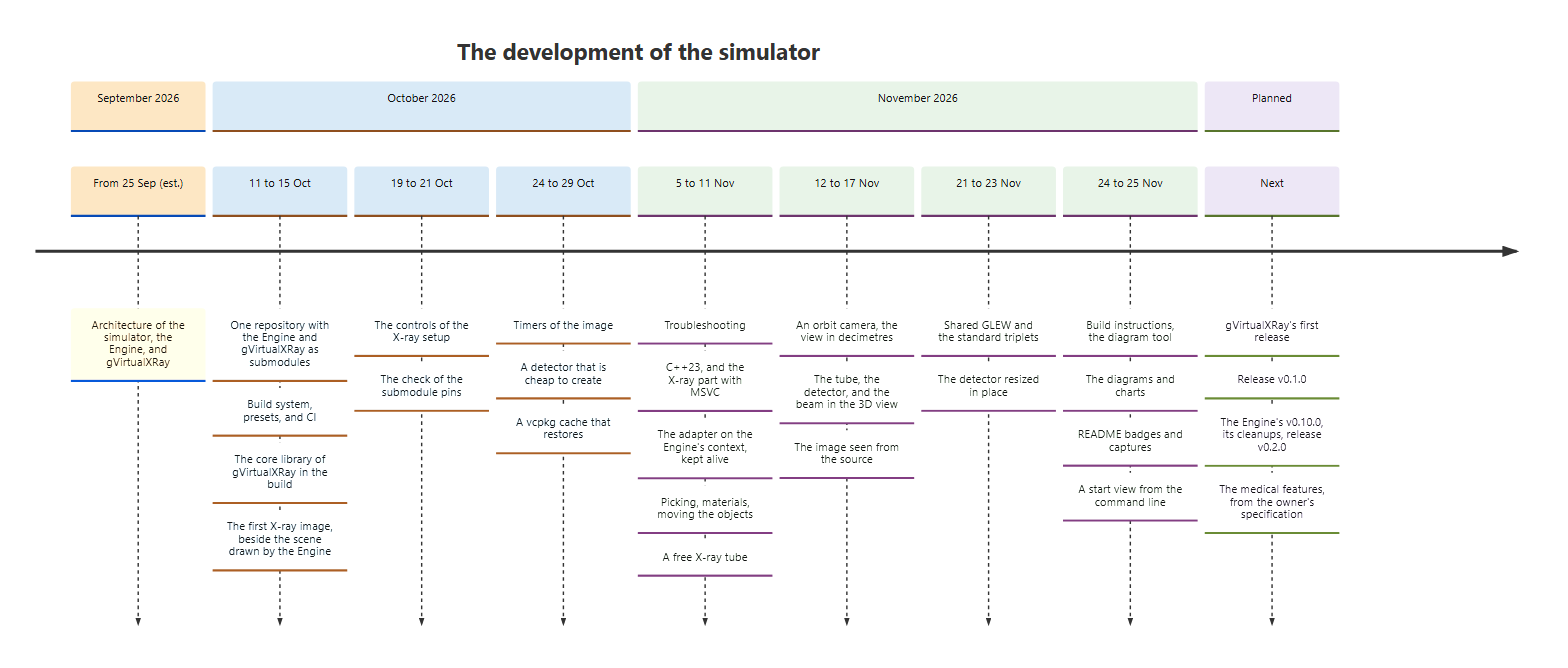 The development of the simulator
September 2026
October 2026
November 2026
Planned
From 25 Sep (est.)
11 to 15 Oct
19 to 21 Oct
24 to 29 Oct
5 to 11 Nov
12 to 17 Nov
21 to 23 Nov
24 to 25 Nov
Next
Architecture of the
simulator, the
Engine, and
gVirtualXRay
One repository with
the Engine and
gVirtualXRay as
submodules
Build system,
presets, and CI
The core library of
gVirtualXRay in the
build
The first X-ray image,
beside the scene
drawn by the Engine
The controls of the
X-ray setup
The check of the
submodule pins
Timers of the image
A detector that is
cheap to create
A vcpkg cache that
restores
Troubleshooting
C++23, and the
X-ray part with
MSVC
The adapter on the
Engine's context,
kept alive
Picking, materials,
moving the objects
A free X-ray tube
An orbit camera, the
view in decimetres
The tube, the
detector, and the
beam in the 3D view
The image seen from
the source
Shared GLEW and
the standard triplets
The detector resized
in place
Build instructions,
the diagram tool
The diagrams and
charts
README badges and
captures
A start view from the
command line
gVirtualXRay's first
release
Release v0.1.0
The Engine's v0.10.0,
its cleanups, release
v0.2.0
The medical features,
from the owner's
specification